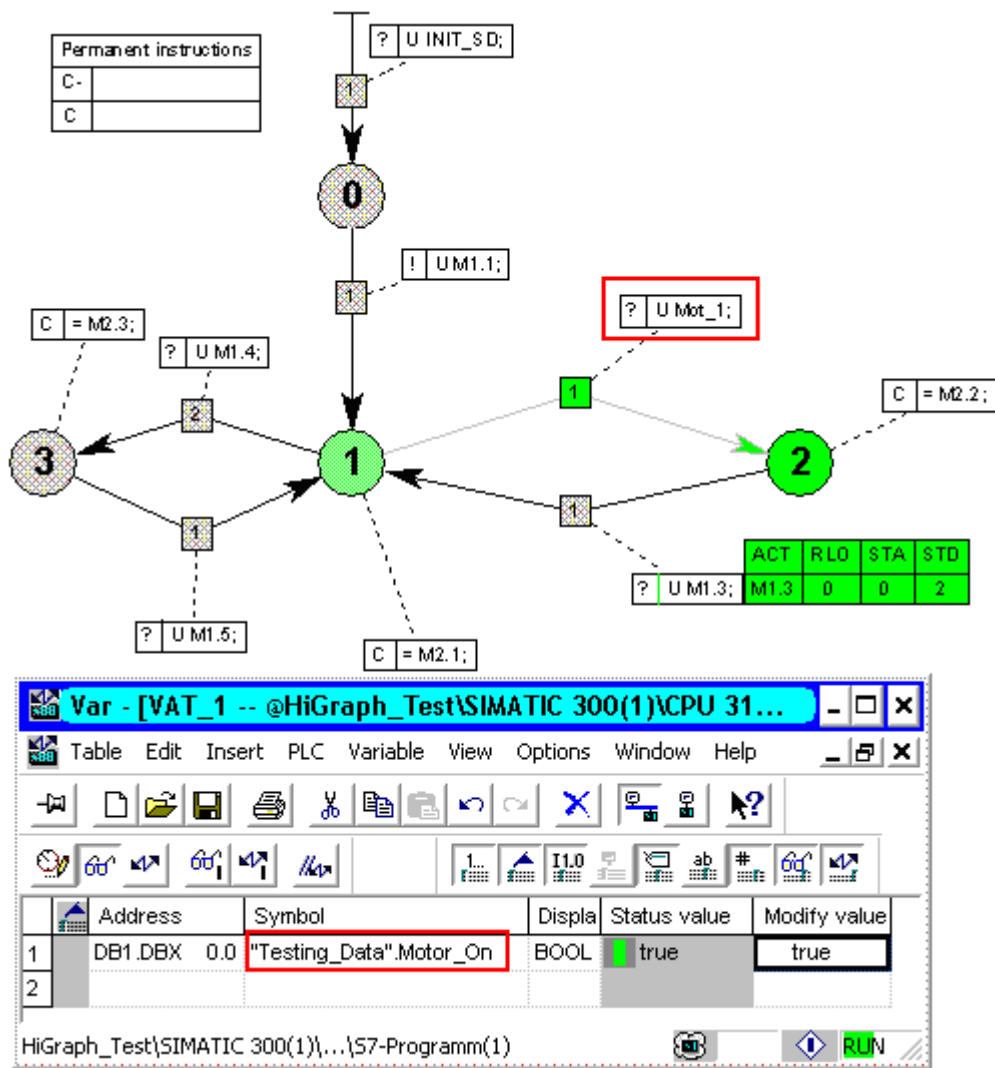 ? U INIT_SD;
Permanent instructions
C-
C
1
0
! U M1.1;
1
? U Mot_1;
C = M2.3;
? U M1.4;
1
C = M2.2;
2
3
1
2
1
1
ACT RLO STA STD
? U M1.3; M1.3 0 0 2
? U M1.5;
C = M2.1;
Var - [VAT_1 -- @HiGraph_Test\SIMATIC 300(1)\CPU 31...
Table Edit Insert PLC Variable View Options Window Help
1... I1.0 ab #
Address Symbol Displa Status value Modify value
1 DB1.DBX 0.0 "Testing_Data".Motor_On BOOL true true
2
HiGraph_Test\SIMATIC 300(1)\...\S7-Programm(1) RUN